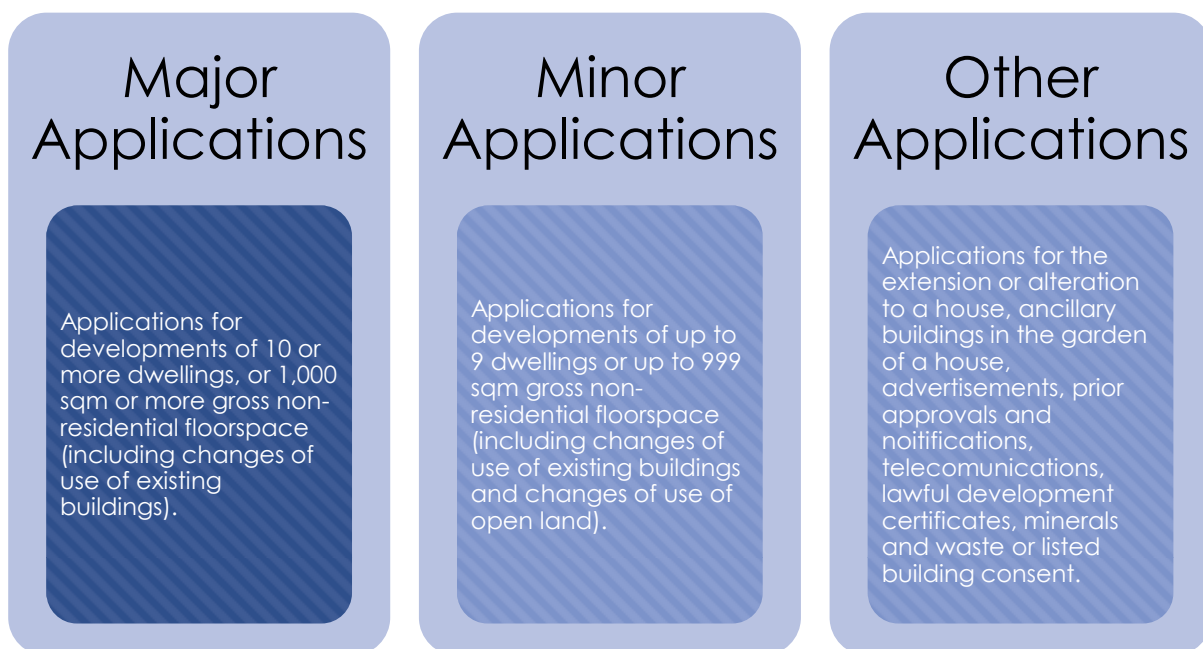 Major
Applications
Applications for
developments of 10 or
more dwellings, or 1,000
sqm or more gross non-
residential floorspace
(including changes of
use of existing
buildings).
Minor
Applications
Applications for
developments of up to
9 dwellings or up to 999
sqm gross non-
residential floorspace
(including changes of
use of existing buildings
and changes of use of
open land).
Other
Applications
Applications for the
extension or alteration
to a house, ancillary
buildings in the garden
of a house,
advertisements, prior
approvals and
noitifications,
telecomunications,
lawful development
certificates, minerals
and waste or listed
building consent.